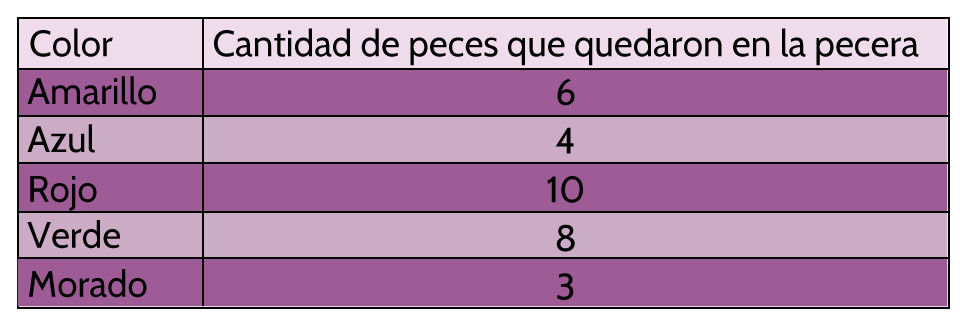 Color Cantidad de peces que quedaron en la pecera
Amarillo 6
Azul 4
Rojo 10
Verde 8
Morado 3